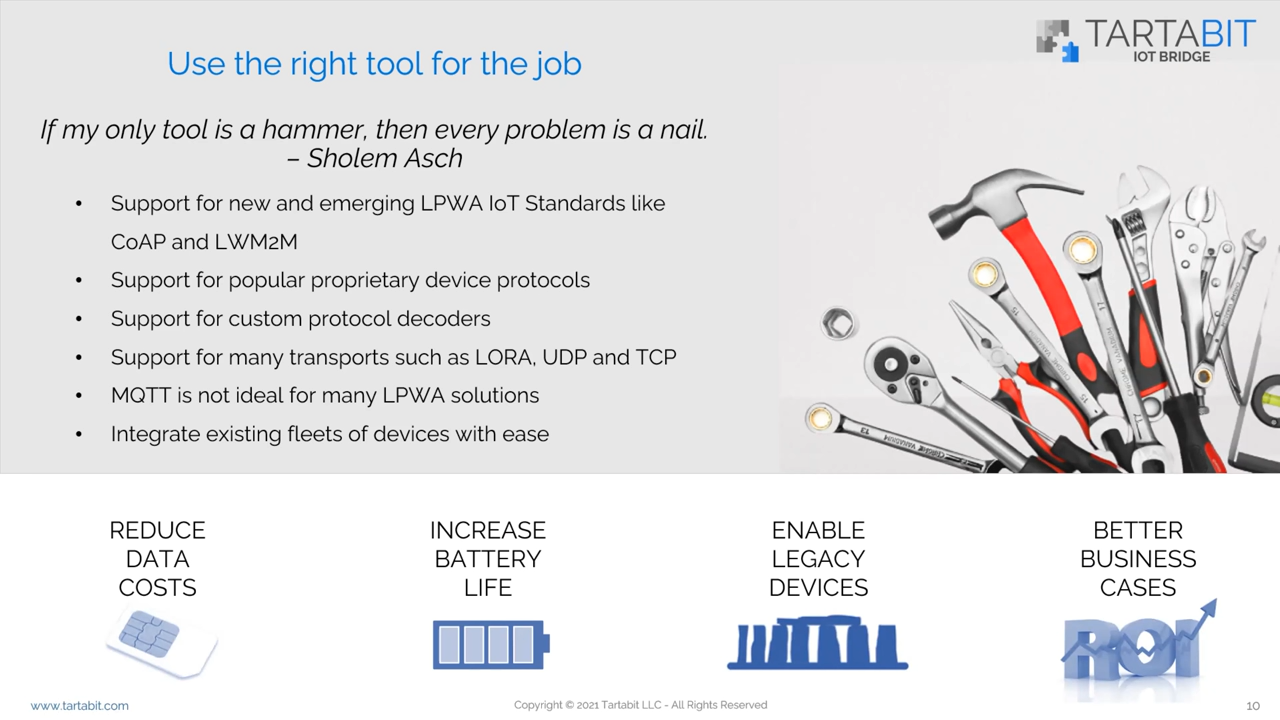 TARTABIT
IOT BRIDGE
Use the right tool for the job
If my only tool is a hammer, then every problem is a nail.
– Sholem Asch
• Support for new and emerging LPWA IoT Standards like
CoAP and LWM2M
• Support for popular proprietary device protocols
• Support for custom protocol decoders
• Support for many transports such as LORA, UDP and TCP
• MQTT is not ideal for many LPWA solutions
• Integrate existing fleets of devices with ease
REDUCE
DATA
COSTS
INCREASE
BATTERY
LIFE
ENABLE
LEGACY
DEVICES
BETTER
BUSINESS
CASES
ROI
www.tartabit.com
Copyright © 2021 Tartabit LLC - All Rights Reserved
10